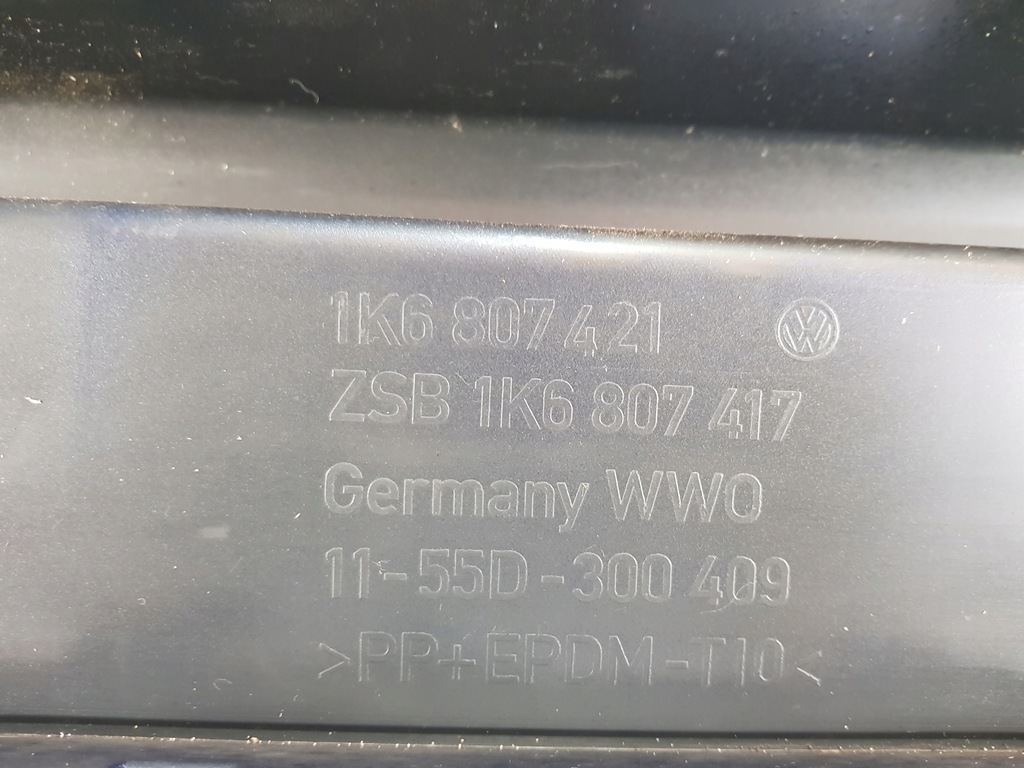 1K6 807 421
ZSB 1K6 807 417
Germany WWO
11-55D-300 409
>PP+EPDM-T10<